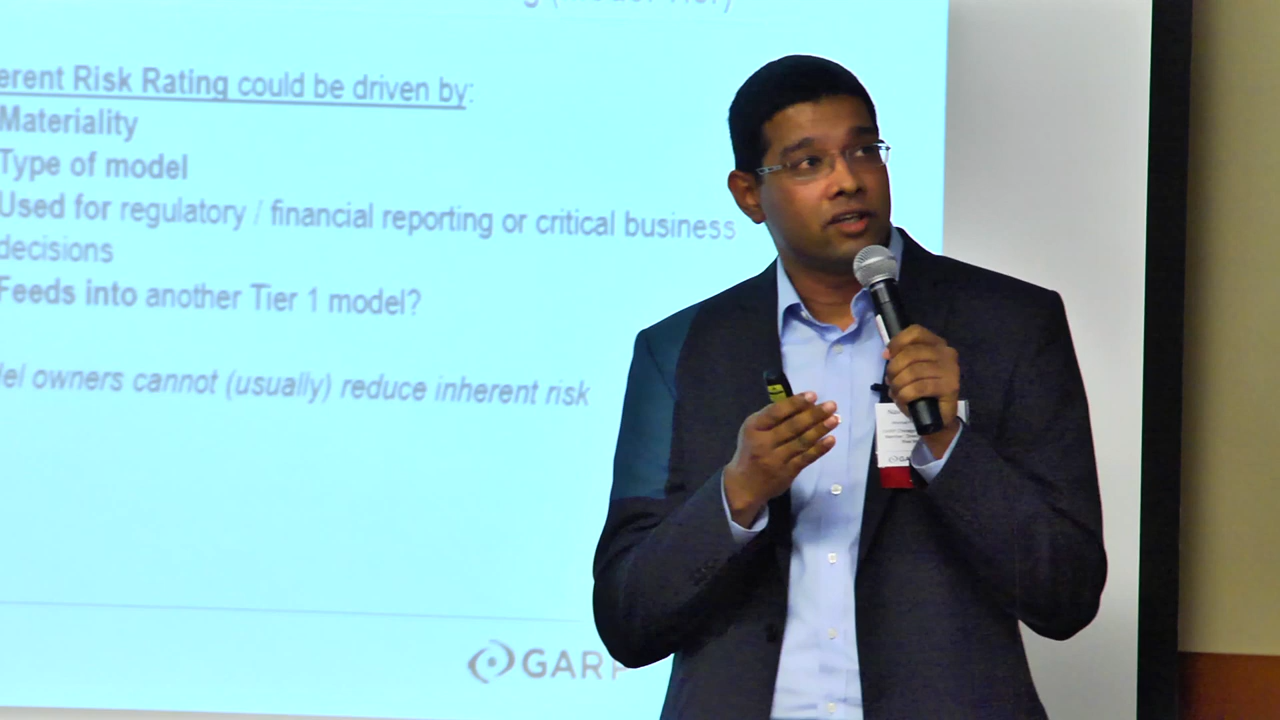 erent Risk Rating could be driven by:
Materiality
Type of model
Used for regulatory / financial reporting or critical business
decisions
Feeds into another Tier 1 model?
del owners cannot (usually) reduce inherent risk
GARP